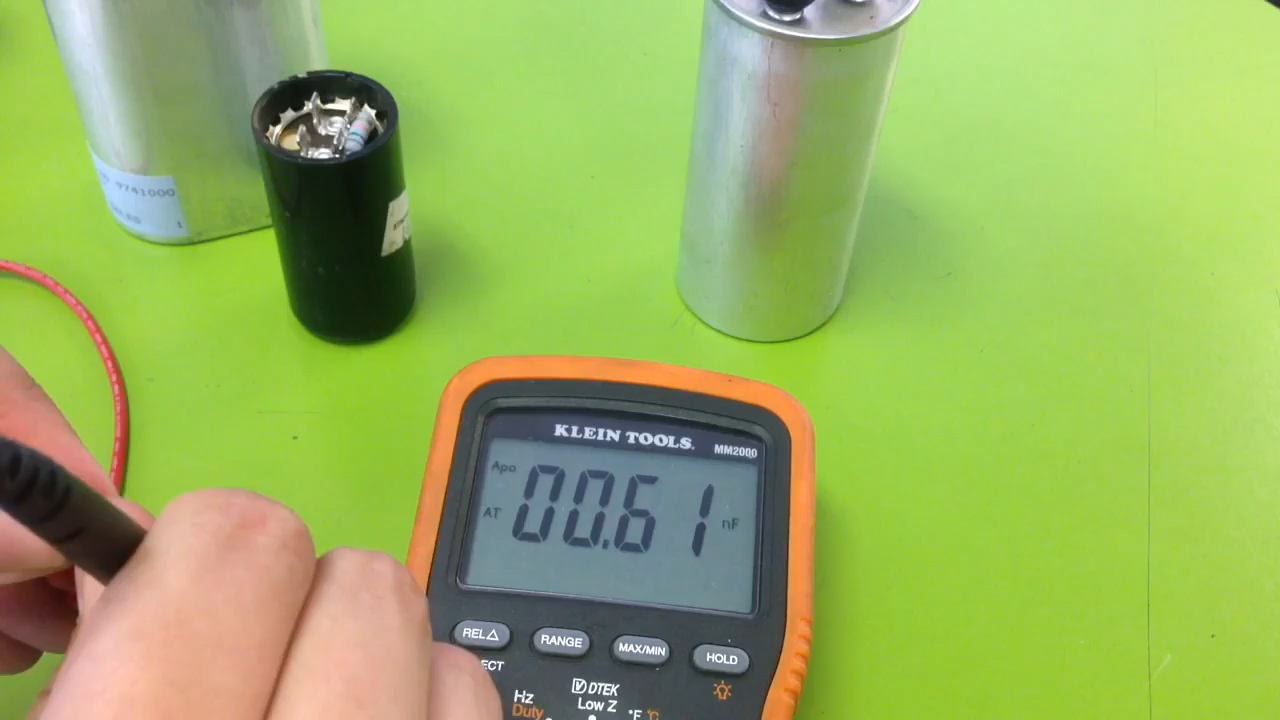 9741000
1
KLEIN TOOLS.
MM2000
Apo
AT
00.61 nF
REL△
RANGE
MAX/MIN
HOLD
ECT
Hz
Duty
V DTEK
Low Z
°F °C